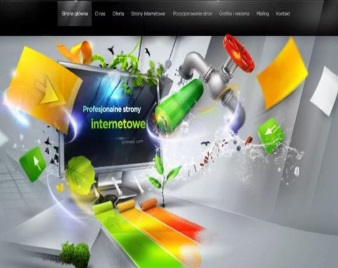 Strona główna O nas Oferta Strony Internetowe Pozycjonowanie stron Grafika i reklama Mailing Kontakt
Profesjonalne strony
internetowe